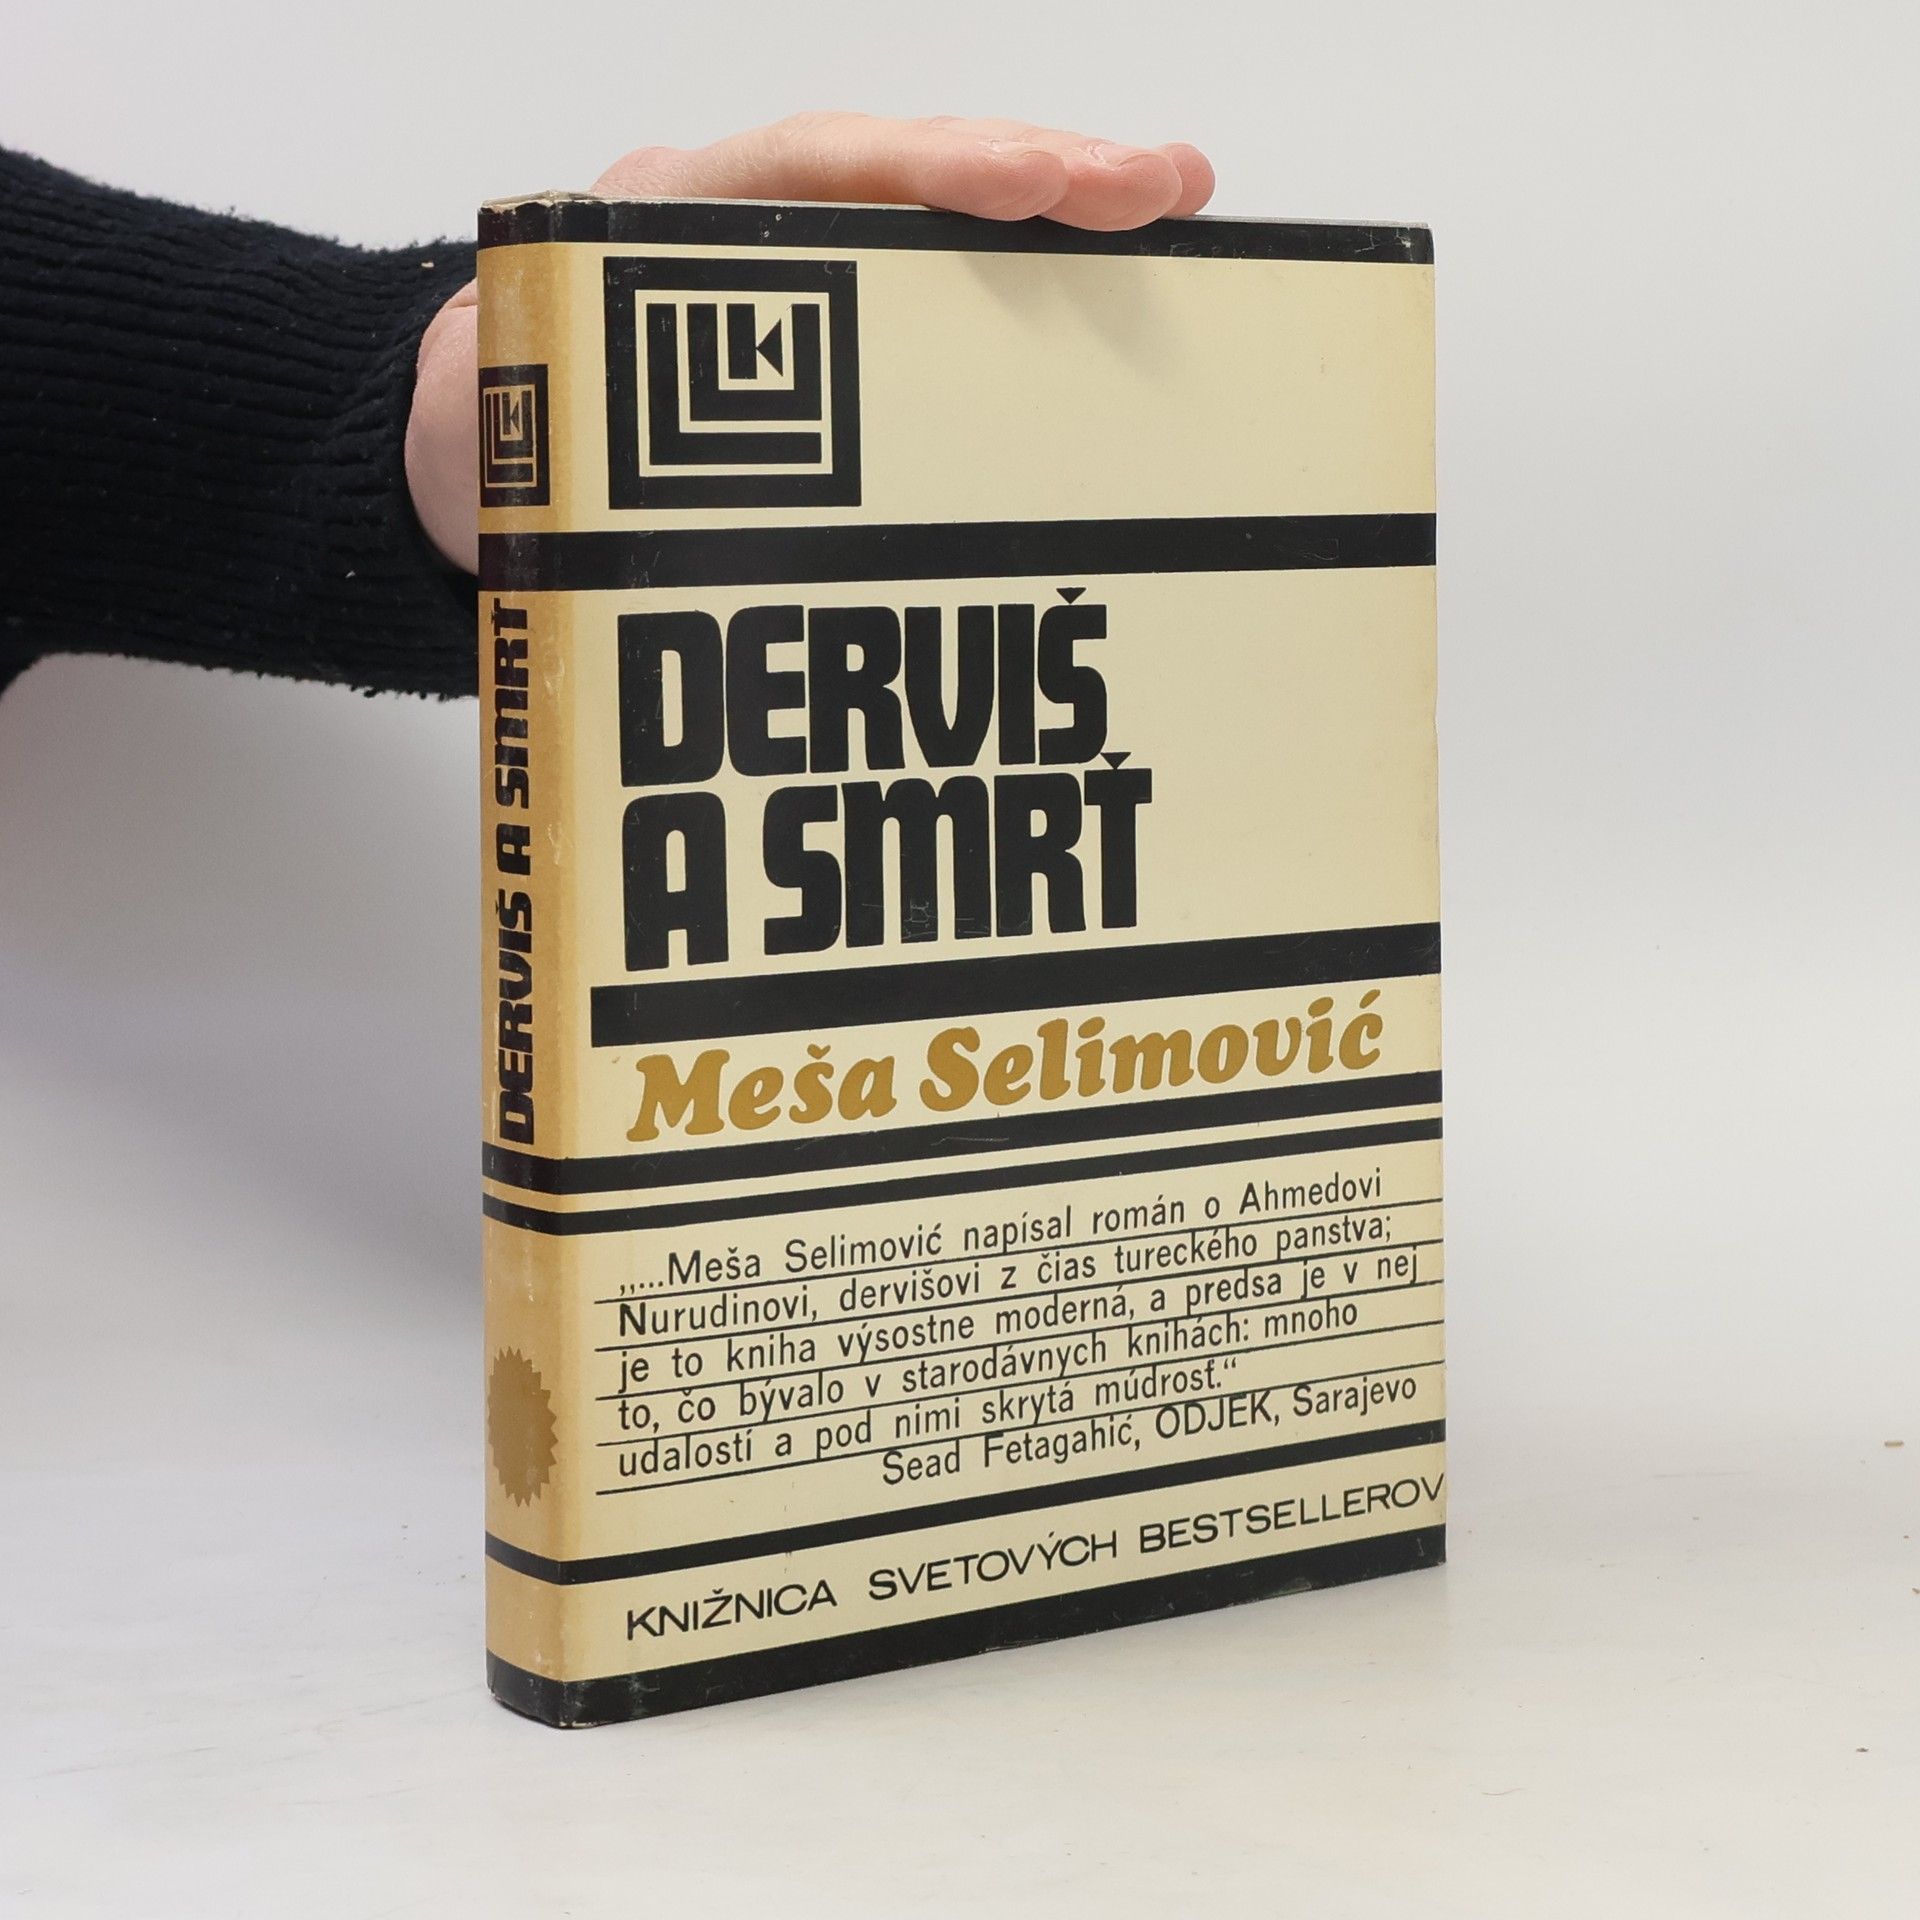 K
DERVIŠ
A SMRŤ
Meša Selimović
„...Meša Selimović napísal román o Ahmedovi
Nurudinovi, dervišovi z čias tureckého panstva;
je to kniha výsostne moderná, a predsa je v nej
to, čo bývalo v starodávnych knihách: mnoho
udalostí a pod nimi skrytá múdrosť.“
Sead Fetagahić, ODJEK, Sarajevo
KNIŽNICA SVETOVÝCH BESTSELLEROV
K
DERVIŠ A SMRŤ